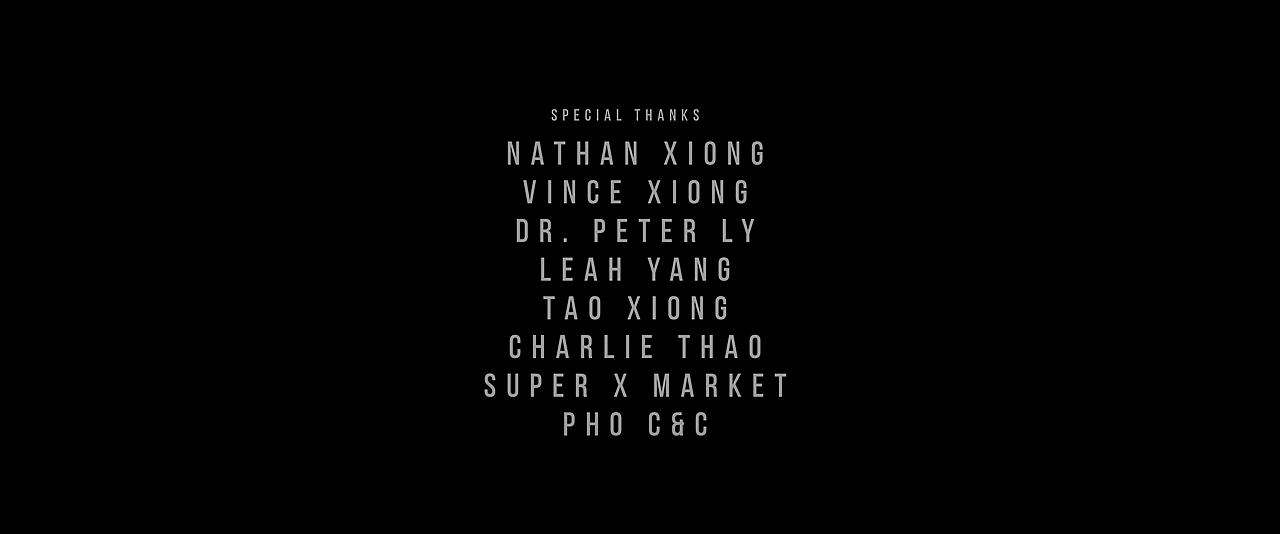 SPECIAL THANKS
NATHAN XIONG
VINCE XIONG
DR. PETER LY
LEAH YANG
TAO XIONG
CHARLIE THAO
SUPER X MARKET
PHO C&C